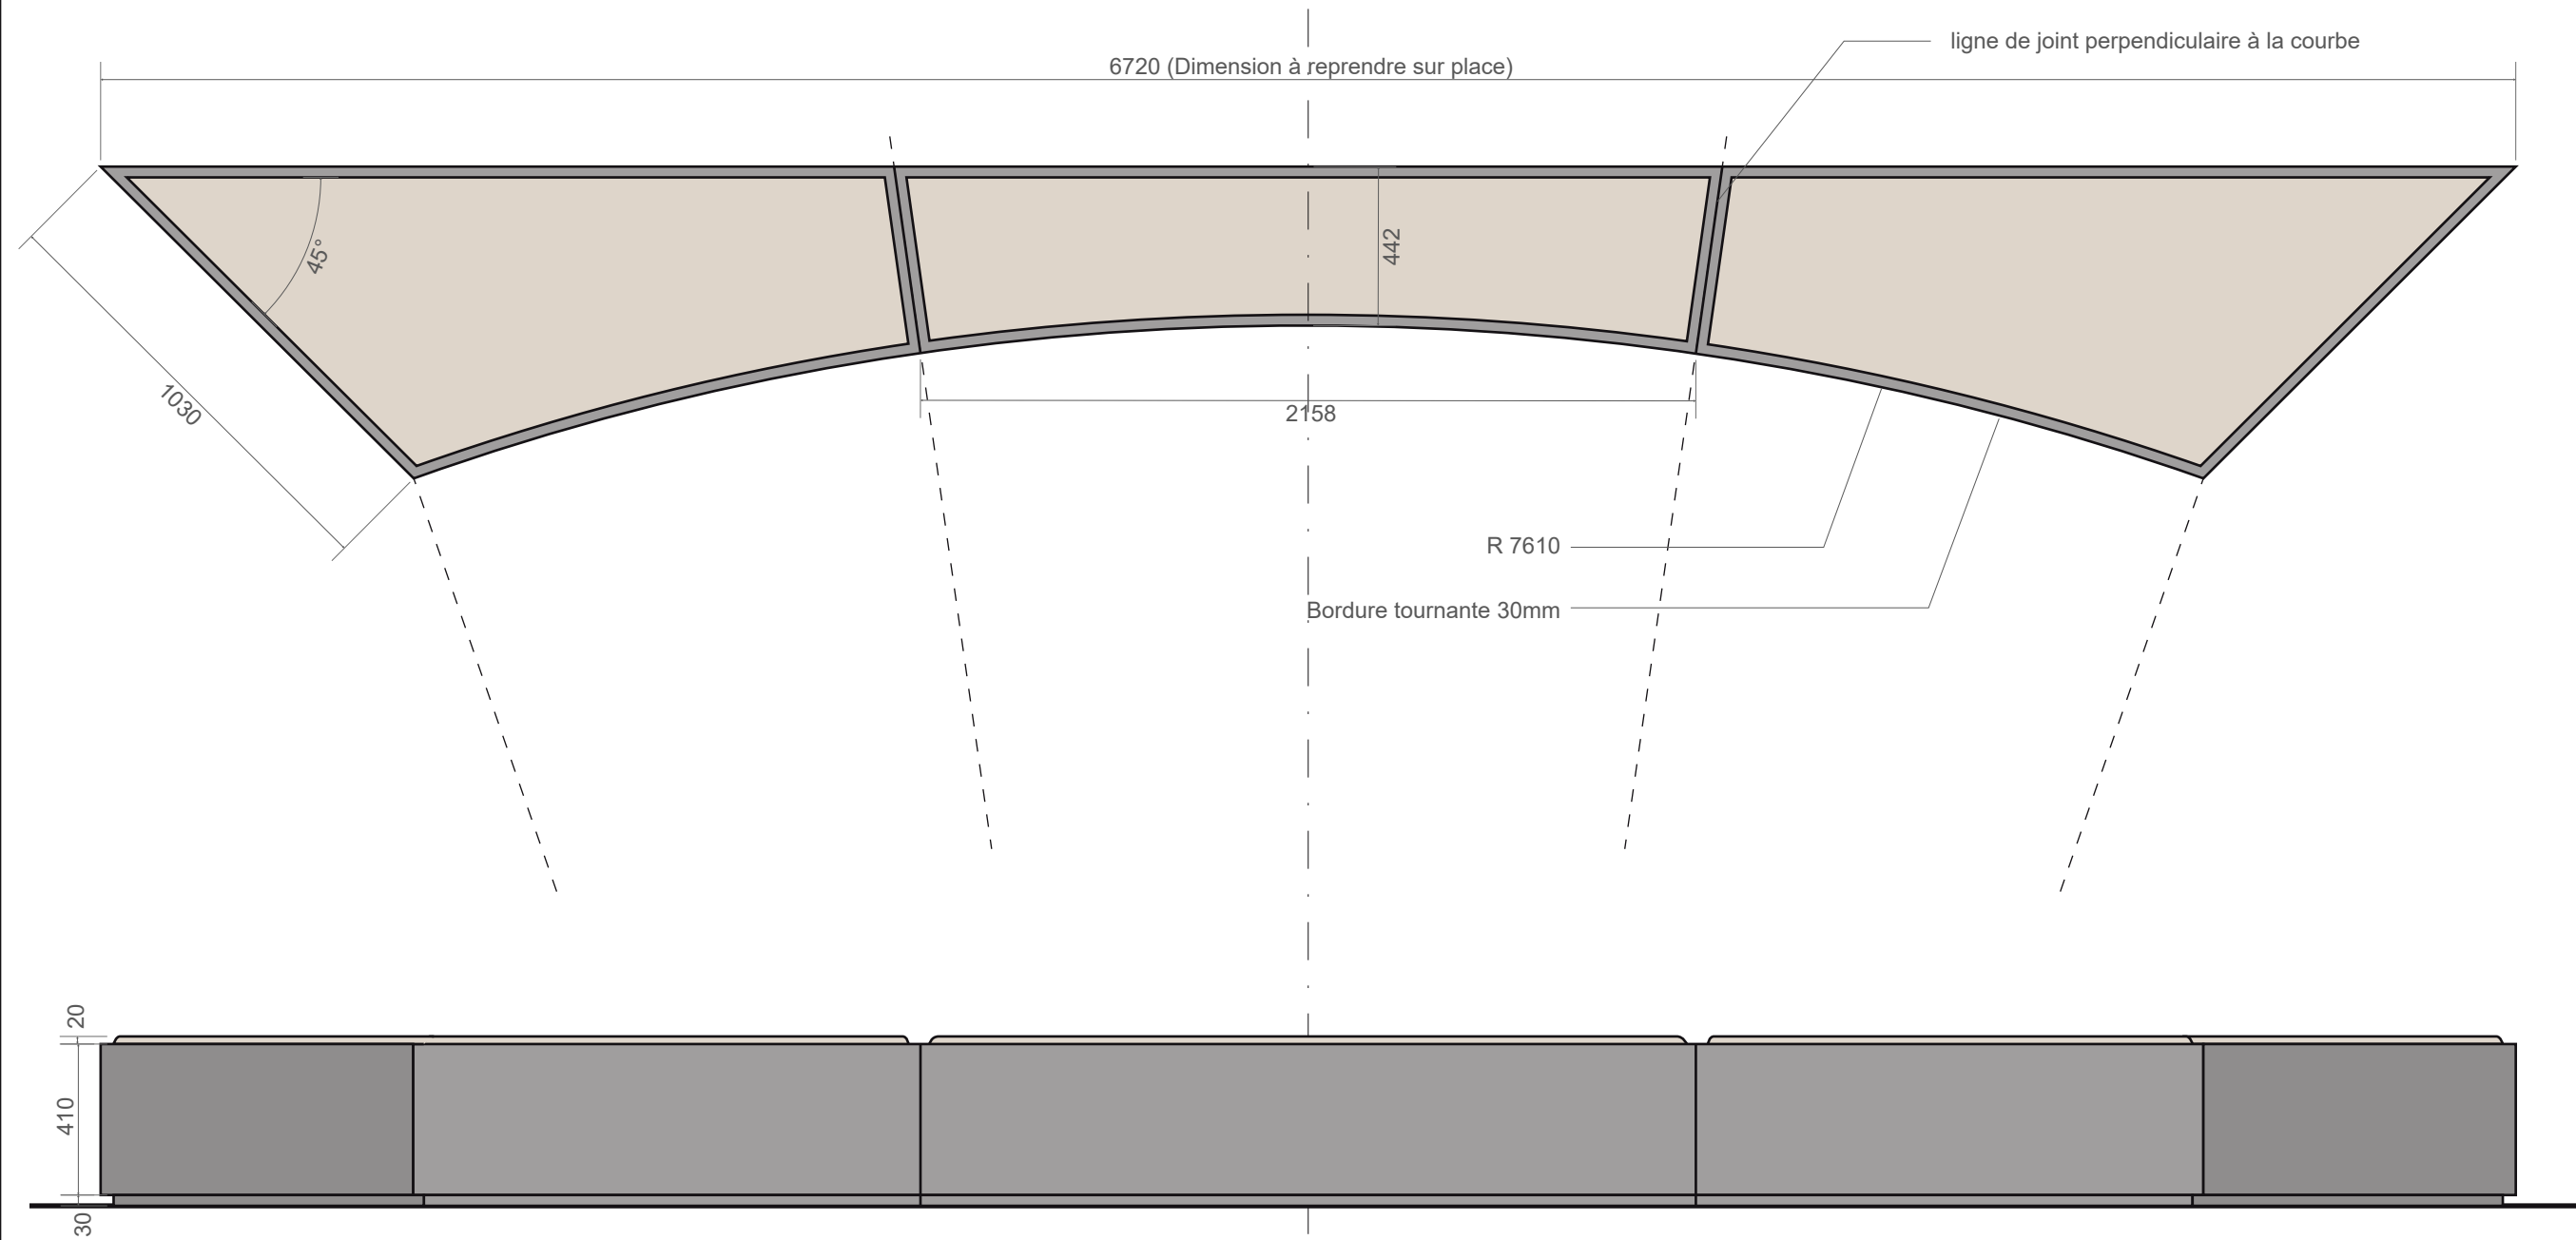 ligne de joint perpendiculaire à la courbe
6720 (Dimension à reprendre sur place)
442
45°
1030
2158
R 7610
Bordure tournante 30mm
20
410
30